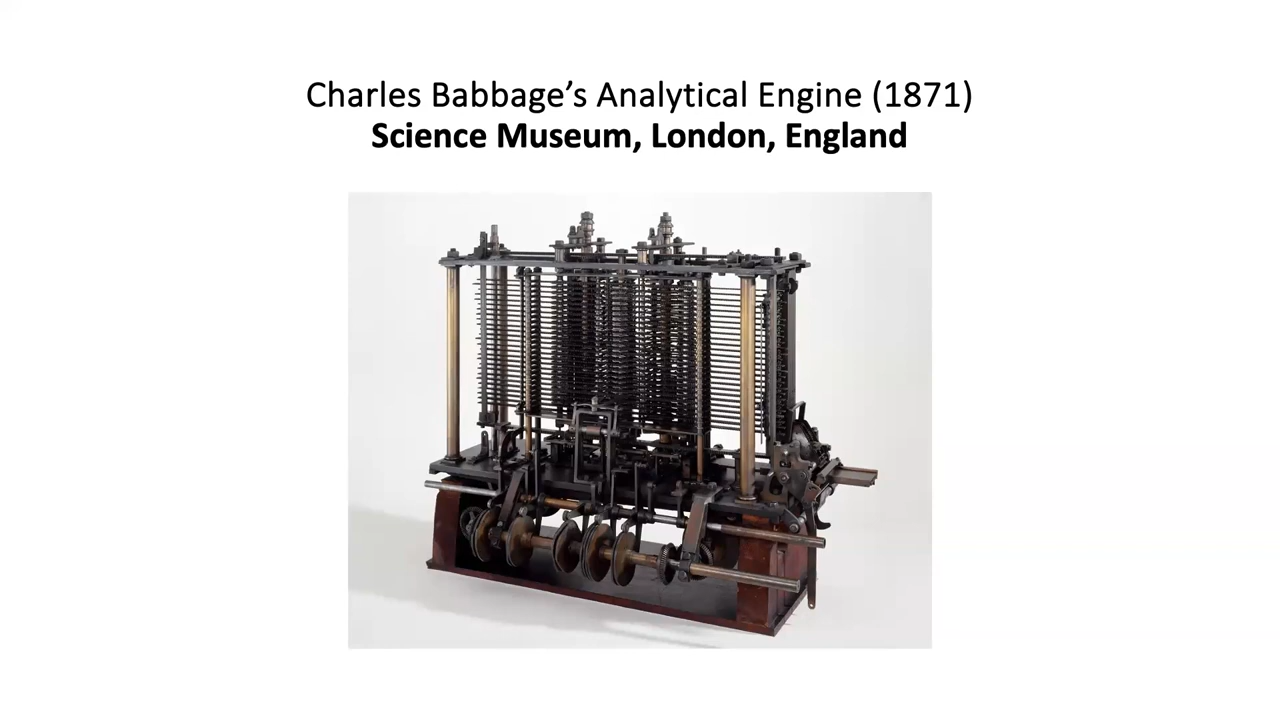 Charles Babbage’s Analytical Engine (1871)
Science Museum, London, England